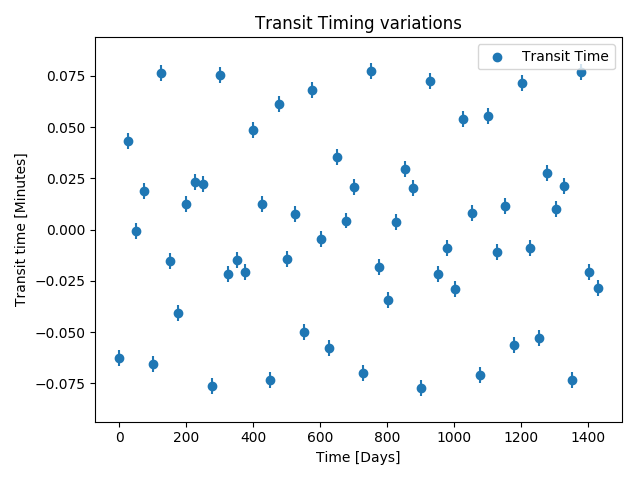 Transit Timing variations
Transit Time
Transit time [Minutes]
0.075
0.050
0.025
0.000
−0.025
−0.050
−0.075
0 200 400 600 800 1000 1200 1400
Time [Days]